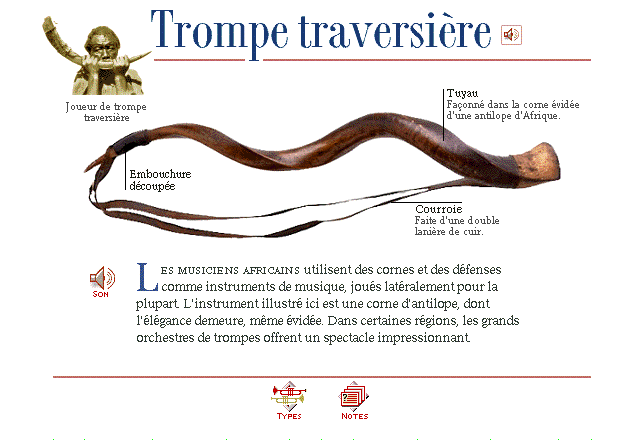 Trompe traversière
Joueur de trompe
traversière
Tuyau
Façonné dans la corne évidée
d'une antilope d'Afrique.
Embouchure
découpée
Courroie
Faite d'une double
lanière de cuir.
SON
LES MUSICIENS AFRICAINS utilisent des cornes et des défenses
comme instruments de musique, joués latéralement pour la
plupart. L'instrument illustré ici est une corne d'antilope, dont
l'élégance demeure, même évidée. Dans certaines régions, les grands
orchestres de trompes offrent un spectacle impressionnant.
TYPES
NOTES